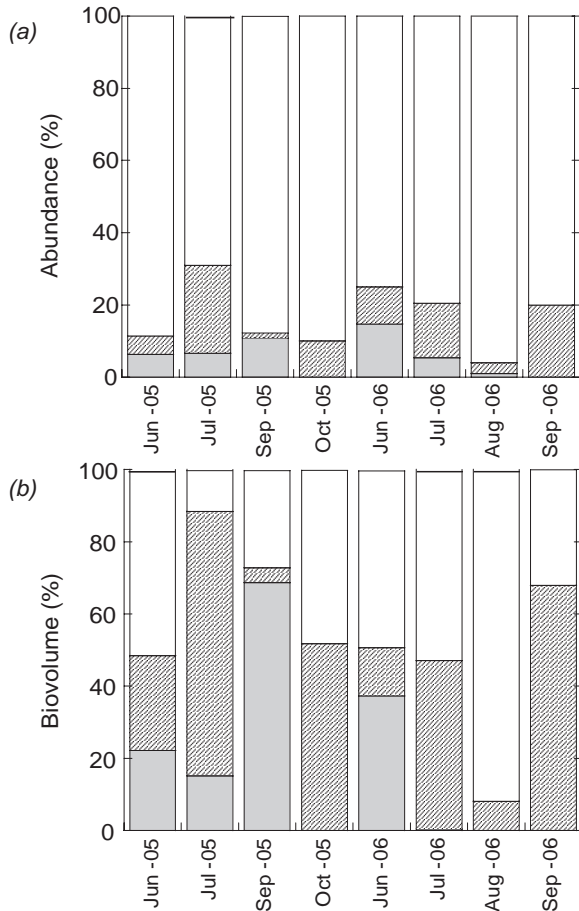 (a)
Abundance (%)
100
80
60
40
20
0
Jun -05
Jul -05
Sep -05
Oct -05
Jun -06
Jul -06
Aug -06
Sep -06
(b)
Biovolume (%)
100
80
60
40
20
0
Jun -05
Jul -05
Sep -05
Oct -05
Jun -06
Jul -06
Aug -06
Sep -06